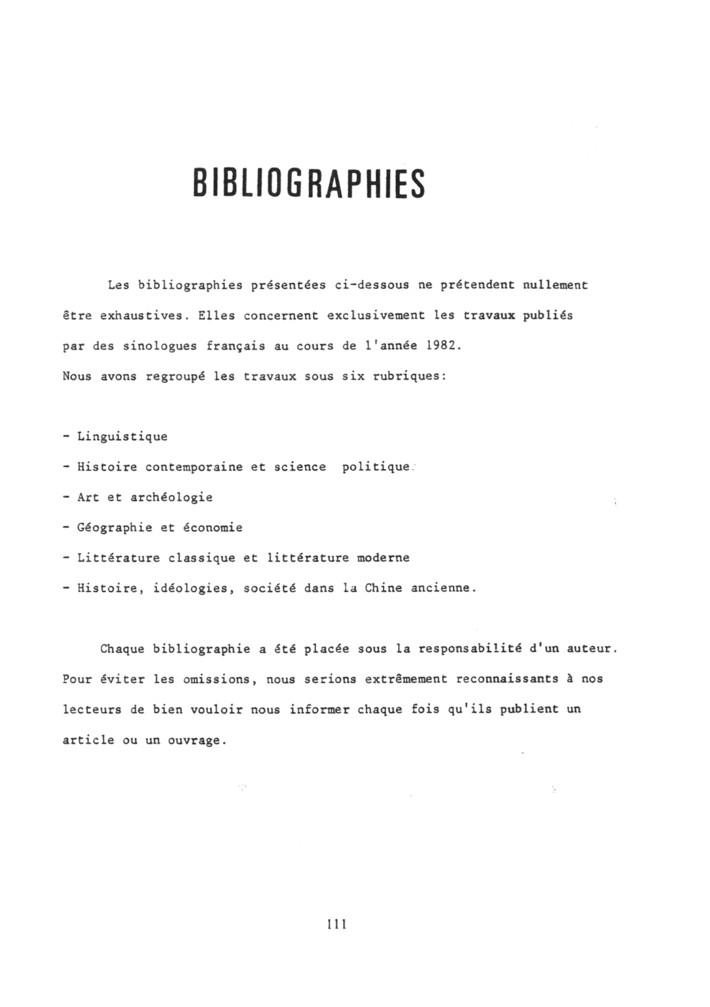 BIBLIOGRAPHIES
Les bibliographies présentées ci-dessous ne prétendent nullement
être exhaustives. Elles concernent exclusivement les travaux publiés
par des sinologues français au cours de l'année 1982.
Nous avons regroupé les travaux sous six rubriques:
- Linguistique
- Histoire contemporaine et science politique.
- Art et archéologie
- Géographie et économie
- Littérature classique et littérature moderne
- Histoire, idéologies, société dans la Chine ancienne.
Chaque bibliographie a été placée sous la responsabilité d'un auteur.
Pour éviter les omissions, nous serions extrêmement reconnaissants à nos
lecteurs de bien vouloir nous informer chaque fois qu'ils publient un
article ou un ouvrage.
111